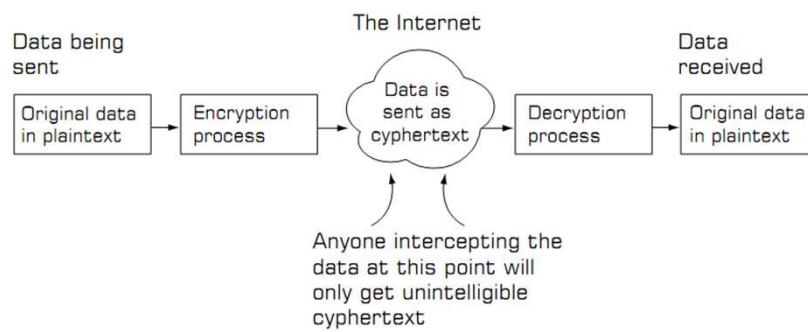 The Internet
Data being
sent
Data
received
Original data
in plaintext
Encryption
process
Data is
sent as
cyphertext
Decryption
process
Original data
in plaintext
Anyone intercepting the
data at this point will
only get unintelligible
cyphertext